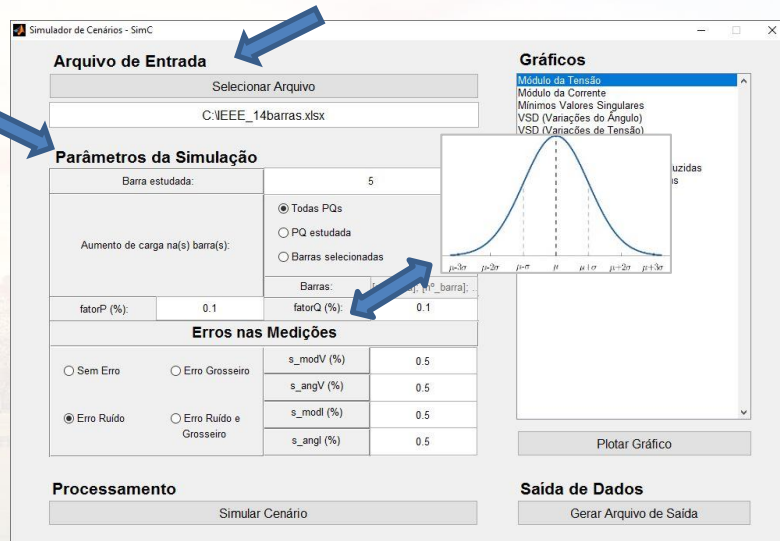 Simulador de Cenários - SimC
Arquivo de Entrada
Selecionar Arquivo
C:\IEEE_14barras.xlsx
Parâmetros da Simulação
Barra estudada:
5
Aumento de carga na(s) barra(s):
Todas PQs
PQ estudada
Barras selecionadas
Barras:
nº_barra]; ...
fatorP (%):
0.1
fatorQ (%):
0.1
Erros nas Medições
Sem Erro
Erro Grosseiro
Erro Ruído
Erro Ruído e
Grosseiro
s_modV (%)
0.5
s_angV (%)
0.5
s_modI (%)
0.5
s_angI (%)
0.5
Processamento
Simular Cenário
Gráficos
Módulo da Tensão
Módulo da Corrente
Mínimos Valores Singulares
VSD (Variações do Ângulo)
VSD (Variações de Tensão)
uzidas
s
μ-3σ μ-2σ μ-σ μ μ+σ μ+2σ μ+3σ
Plotar Gráfico
Saída de Dados
Gerar Arquivo de Saída